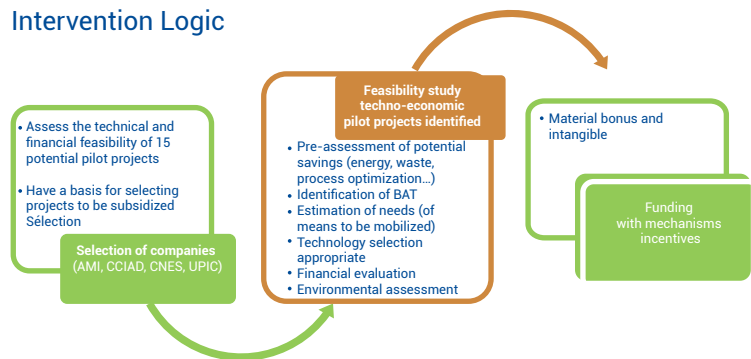 Intervention Logic
• Assess the technical and
financial feasibility of 15
potential pilot projects
• Have a basis for selecting
projects to be subsidized
Sélection
Selection of companies
(AMI, CCIAD, CNES, UPIC)
Feasibility study
techno-economic
pilot projects identified
• Pre-assessment of potential
savings (energy, waste,
process optimization...)
• Identification of BAT
• Estimation of needs (of
means to be mobilized)
• Technology selection
appropriate
• Financial evaluation
• Environmental assessment
• Material bonus and
intangible
Funding
with mechanisms
incentives